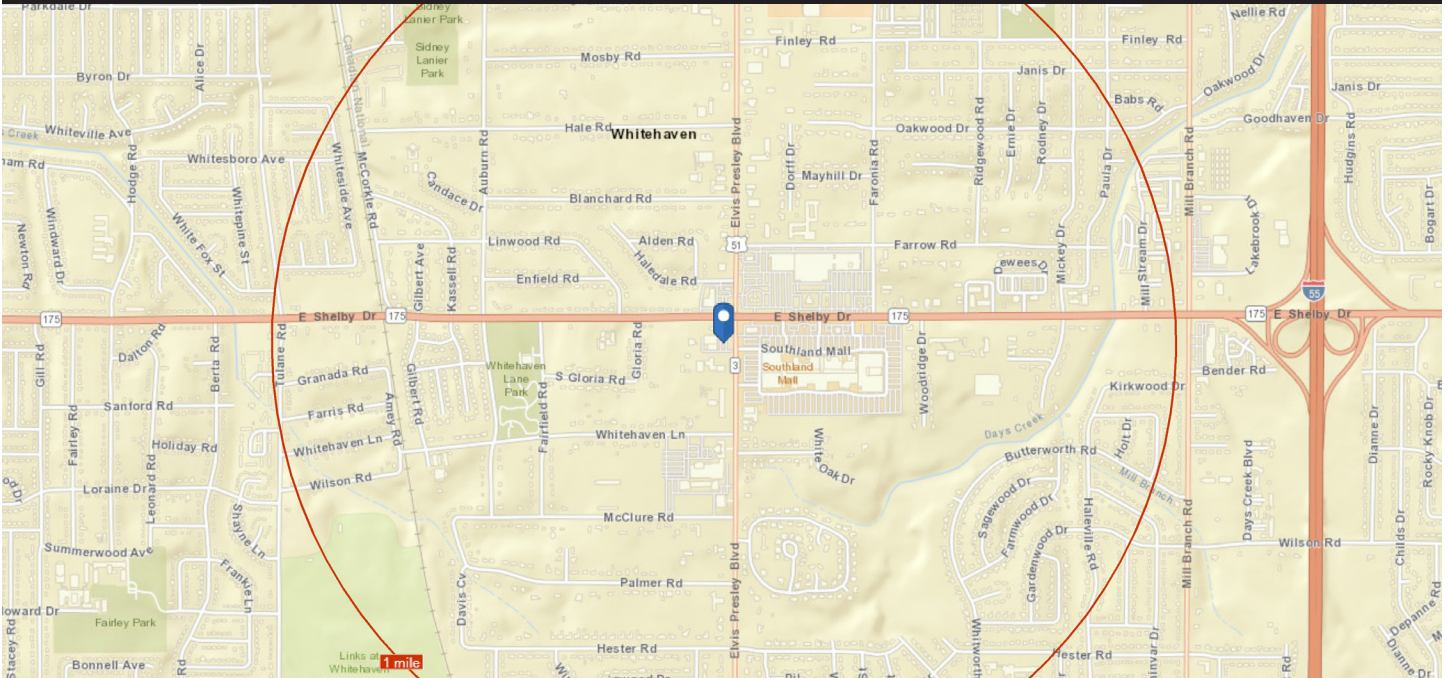 Parkdale Dr
Sidney
Lanier Park
Nellie Rd
Finley Rd
Finley Rd
Mosby Rd
Sidney
Lanier
Park
Alice Dr
Canadian National
Byron Dr
Janis Dr
Oakwood Dr
Janis Dr
Babs Rd
Goodhaven Dr
Creek
Whiteville Ave
Hale Rd
Whitehaven
Oakwood Dr
Ridgewood Rd
Ernie Dr
Rodney Dr
Hudgins Rd
Whitesboro Ave
Hodge Rd
Auburn Rd
Elvis Presley Blvd
Dorff Dr
Mayhill Dr
Faronia Rd
Paula Dr
Mill Branch Rd
Whiteside Ave
McCorkle Rd
Candace Dr
Blanchard Rd
Whitepine St
White Fox St
Windward Dr
Newton Rd
Linwood Rd
Alden Rd
51
Farrow Rd
Lakebrook Dr
Bogart Dr
Gilbert Ave
Kassell Rd
Enfield Rd
Haledale Rd
Dewees Dr
Mickey Dr
Mill Stream Dr
55
175
E Shelby Dr
175
E Shelby Dr
175
175
E Shelby Dr
Gill Rd
Dalton Rd
Berta Rd
Tulane Rd
Gloria Rd
Southland Mall
Woodridge Dr
Granada Rd
Gilbert Rd
Whitehaven
Lane
Park
S Gloria Rd
3
Southland
Mall
Bender Rd
Kirkwood Dr
Sanford Rd
Farris Rd
Amey Rd
Fairfield Rd
Fairley Rd
Holiday Rd
Whitehaven Ln
Whitehaven Ln
White Oak Dr
Days Creek
Butterworth Rd
Holt Dr
Dianne Dr
Rocky Knob Dr
Loraine Dr
Leonard Rd
Wilson Rd
Mill Branch
Days Creek Blvd
Shayne Ln
McClure Rd
Sagewood Dr
Farmwood Dr
Haleville Rd
Mill Branch Rd
Wilson Rd
Childs Dr
Summerwood Ave
Frankie Ln
Davis Cv
Palmer Rd
Elvis Presley Blvd
Gardenwood Dr
Fairley Park
Stacey Rd
Bonnell Ave
Links at
Whitehaven
1 mile
Hester Rd
Whitworth
Hester Rd
Depanne Rd
Dianne Dr